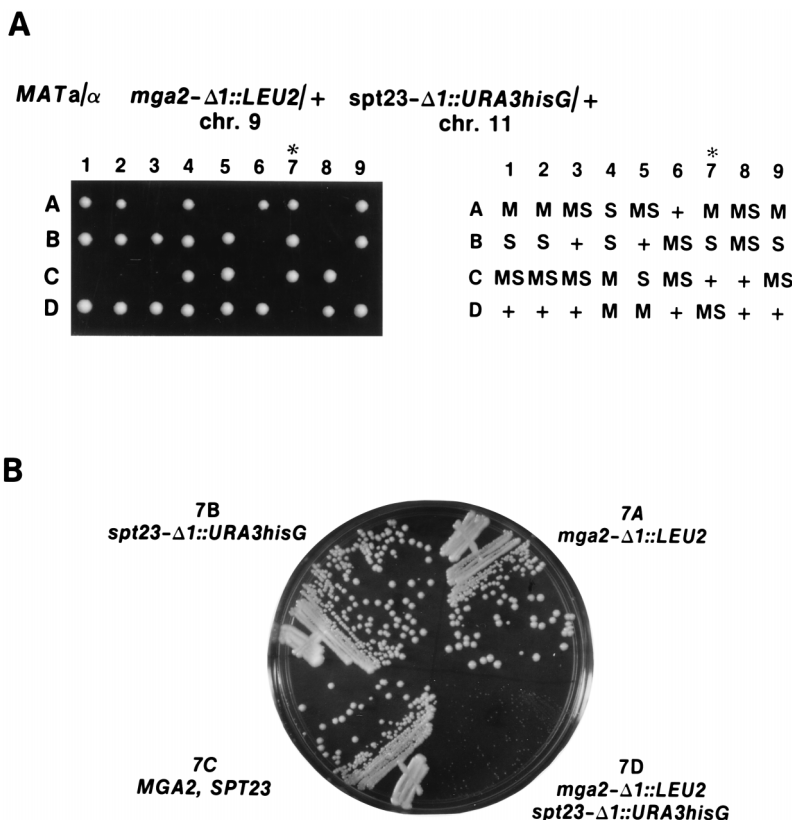 A
MATa/α mga2-Δ1::LEU2/+ spt23-Δ1::URA3hisG/+
chr. 9 chr. 11
*
1 2 3 4 5 6 7 8 9
A
B
C
D
*
1 2 3 4 5 6 7 8 9
A M M MS S MS + M MS M
B S S + S + MS S MS S
C MS MS MS M S MS + + MS
D + + + M M + MS + +
B
7B
spt23-Δ1::URA3hisG
7A
mga2-Δ1::LEU2
7C
MGA2, SPT23
7D
mga2-Δ1::LEU2
spt23-Δ1::URA3hisG